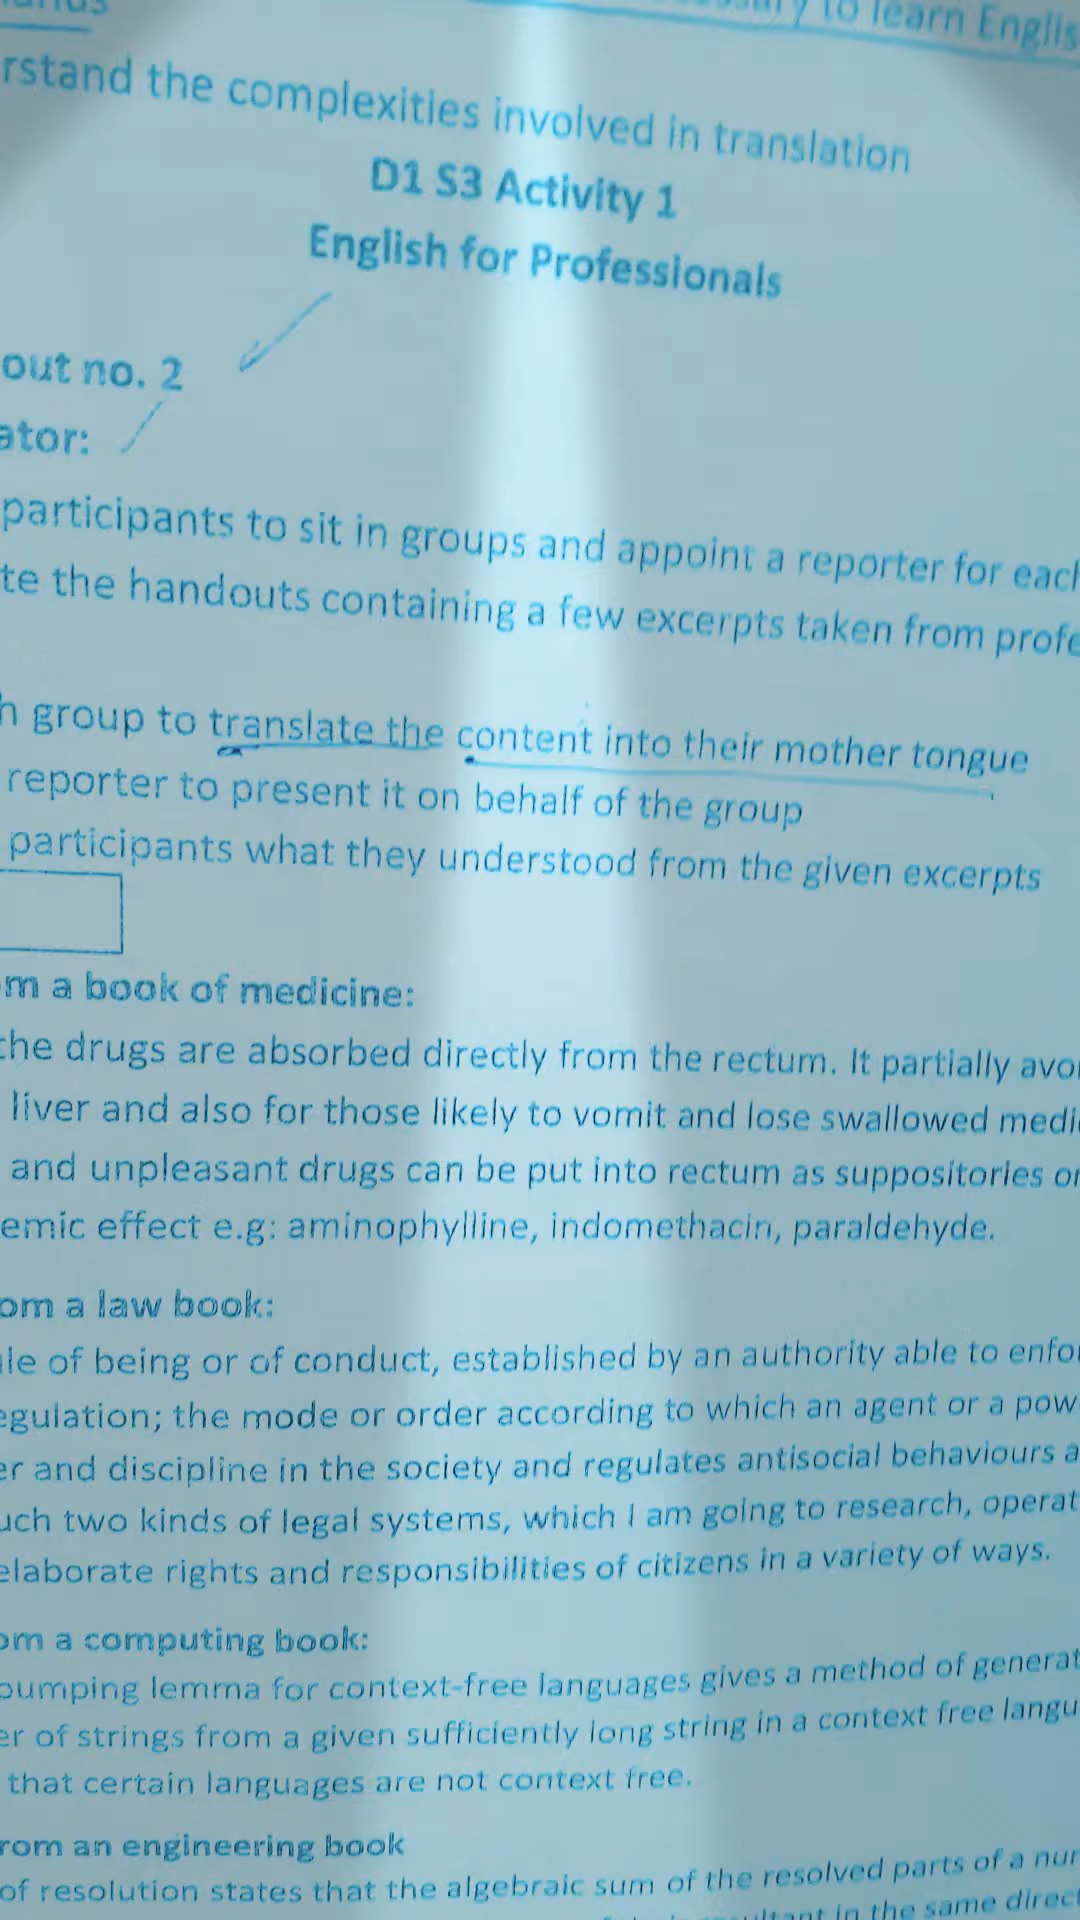 to learn Englis
rstand the complexities involved in translation
D1 S3 Activity 1
English for Professionals
out no. 2
ator:
participants to sit in groups and appoint a reporter for each
te the handouts containing a few excerpts taken from profe
h group to translate the content into their mother tongue
reporter to present it on behalf of the group
participants what they understood from the given excerpts
m a book of medicine:
the drugs are absorbed directly from the rectum. It partially avoi
liver and also for those likely to vomit and lose swallowed medi
and unpleasant drugs can be put into rectum as suppositories or
emic effect e.g: aminophylline, indomethacin, paraldehyde.
om a law book:
ule of being or of conduct, established by an authority able to enfor
egulation; the mode or order according to which an agent or a pow
er and discipline in the society and regulates antisocial behaviours a
uch two kinds of legal systems, which I am going to research, operat
elaborate rights and responsibilities of citizens in a variety of ways.
om a computing book:
pumping lemma for context-free languages gives a method of generat
er of strings from a given sufficiently long string in a context free langu
that certain languages are not context free.
rom an engineering book
of resolution states that the algebraic sum of the resolved parts of a num
in the same direct